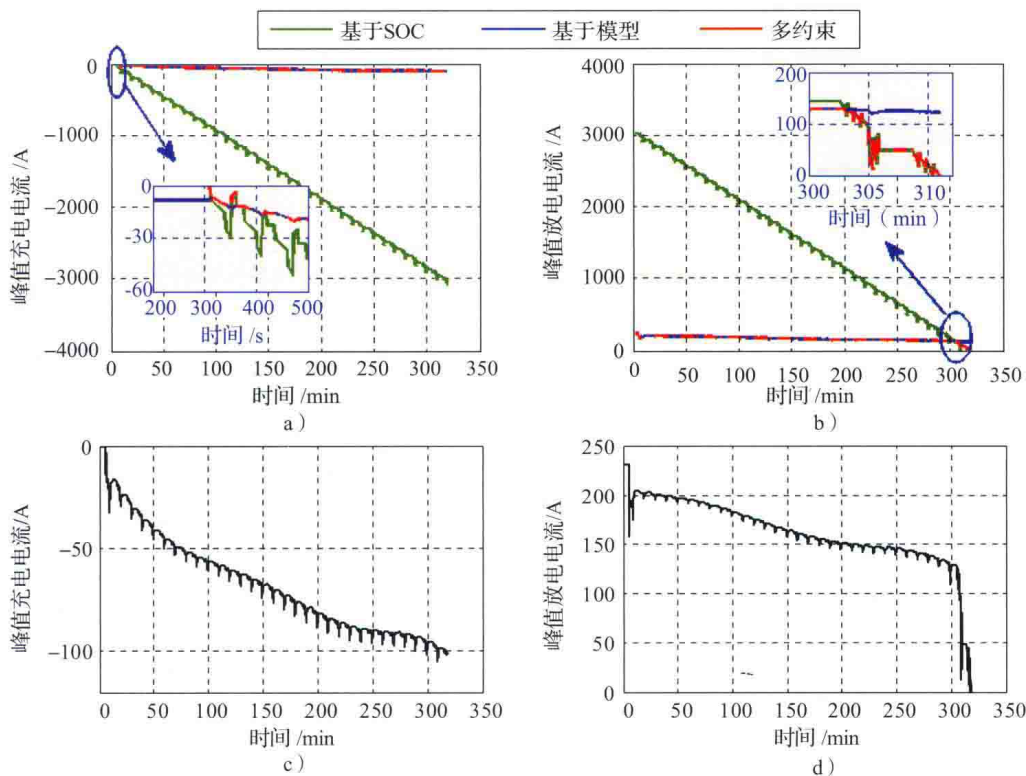 基于SOC 基于模型 多约束
峰值充电电流 /A
0
-1000
-2000
-3000
-4000
0
-30
-60
200 300 400 500
时间 /s
0 50 100 150 200 250 300 350
时间 /min
a）
峰值放电电流 /A
4000
3000
2000
1000
0
200
100
0
300 305 310
时间（min）
0 50 100 150 200 250 300 350
时间 /min
b）
峰值充电电流/A
0
-50
-100
0 50 100 150 200 250 300 350
时间 /min
c）
峰值放电电流/A
250
200
150
100
50
0
0 50 100 150 200 250 300 350
时间 /min
d）